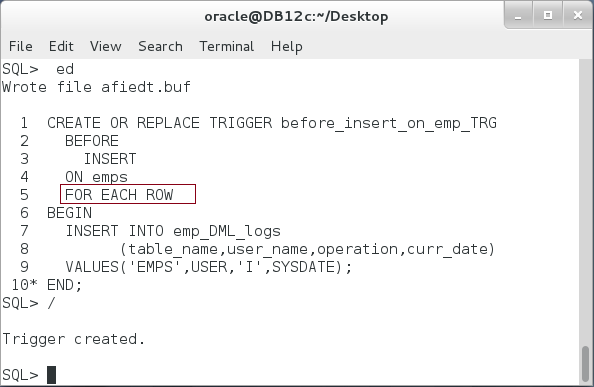 oracle@DB12c:~/Desktop
File Edit View Search Terminal Help
SQL>  ed
Wrote file afiedt.buf
  1  CREATE OR REPLACE TRIGGER before_insert_on_emp_TRG
  2    BEFORE
  3      INSERT
  4    ON emps
  5    FOR EACH ROW
  6  BEGIN
  7    INSERT INTO emp_DML_logs
  8          (table_name,user_name,operation,curr_date)
  9    VALUES('EMPS',USER,'I',SYSDATE);
 10* END;
SQL> /
Trigger created.
SQL>